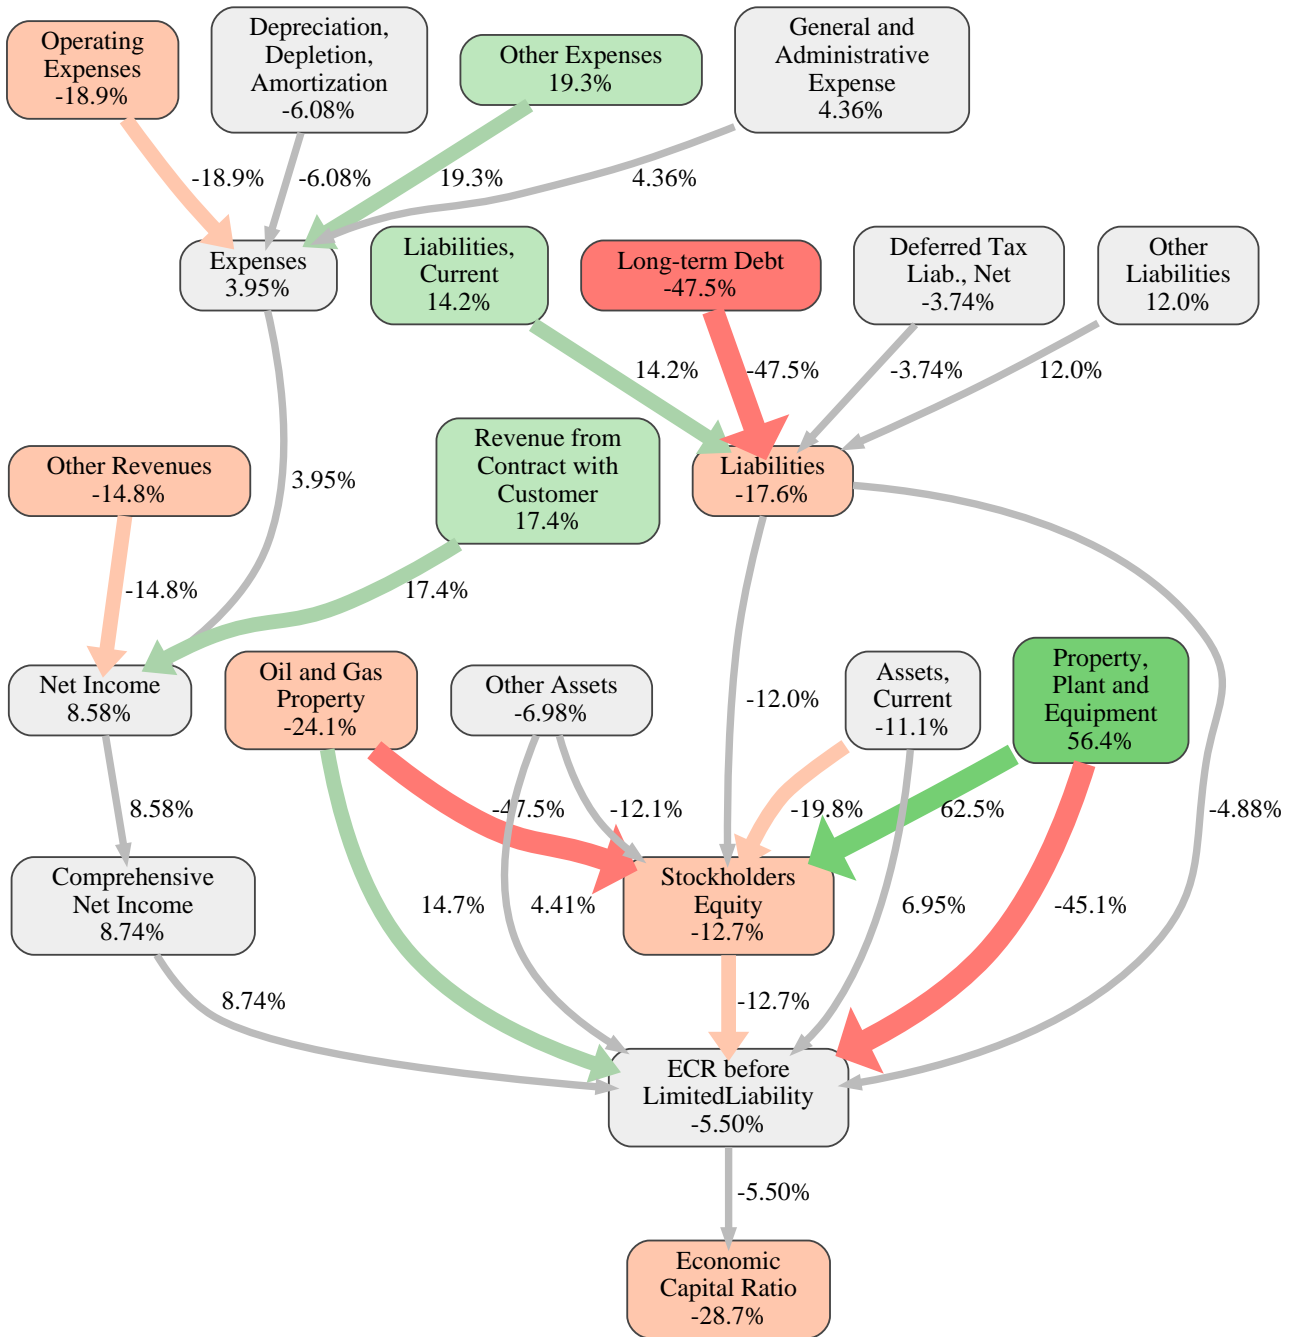 Operating
Expenses
-18.9%
Depreciation,
Depletion,
Amortization
-6.08%
Other Expenses
19.3%
General and
Administrative
Expense
4.36%
-18.9%
-6.08%
19.3%
4.36%
Expenses
3.95%
Liabilities,
Current
14.2%
Long-term Debt
-47.5%
Deferred Tax
Liab., Net
-3.74%
Other
Liabilities
12.0%
14.2%
-47.5%
-3.74%
12.0%
Other Revenues
-14.8%
3.95%
Revenue from
Contract with
Customer
17.4%
Liabilities
-17.6%
-14.8%
17.4%
Net Income
8.58%
Oil and Gas
Property
-24.1%
Other Assets
-6.98%
-12.0%
Assets,
Current
-11.1%
Property,
Plant and
Equipment
56.4%
8.58%
-47.5%
-12.1%
-19.8%
62.5%
-4.88%
Comprehensive
Net Income
8.74%
14.7%
4.41%
Stockholders
Equity
-12.7%
6.95%
-45.1%
8.74%
-12.7%
ECR before
LimitedLiability
-5.50%
-5.50%
Economic
Capital Ratio
-28.7%